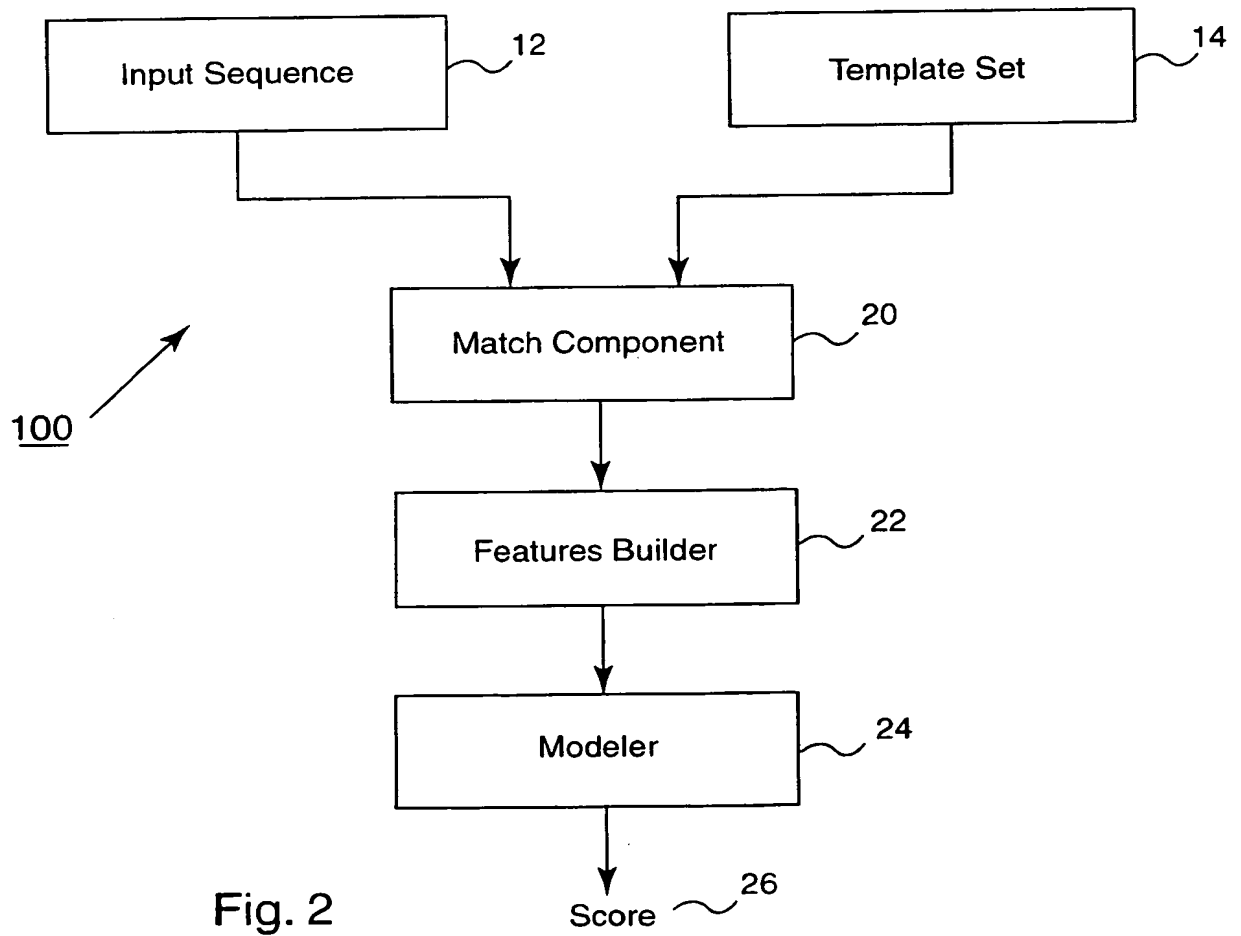 Input Sequence
12
Template Set
14
Match Component
20
100
Features Builder
22
Modeler
24
Score
26
Fig. 2